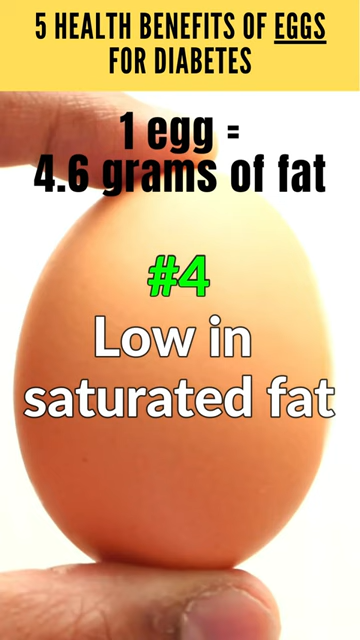 5 HEALTH BENEFITS OF EGGS
FOR DIABETES
1 egg =
4.6 grams of fat
#4
Low in
saturated fat